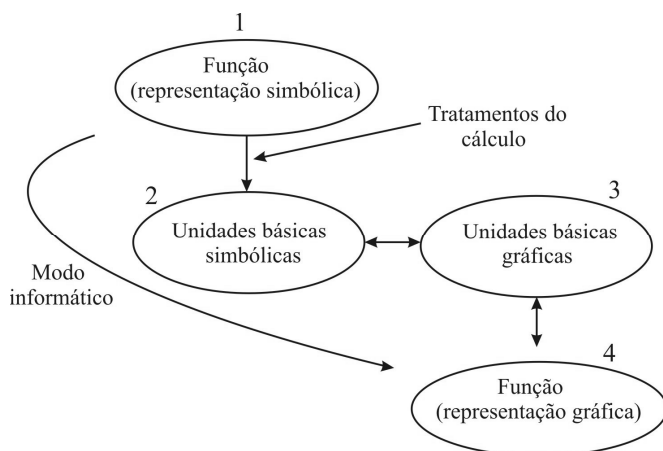 1
Função
(representação simbólica)
Tratamentos do
cálculo
2
Unidades básicas
simbólicas
3
Unidades básicas
gráficas
Modo
informático
4
Função
(representação gráfica)